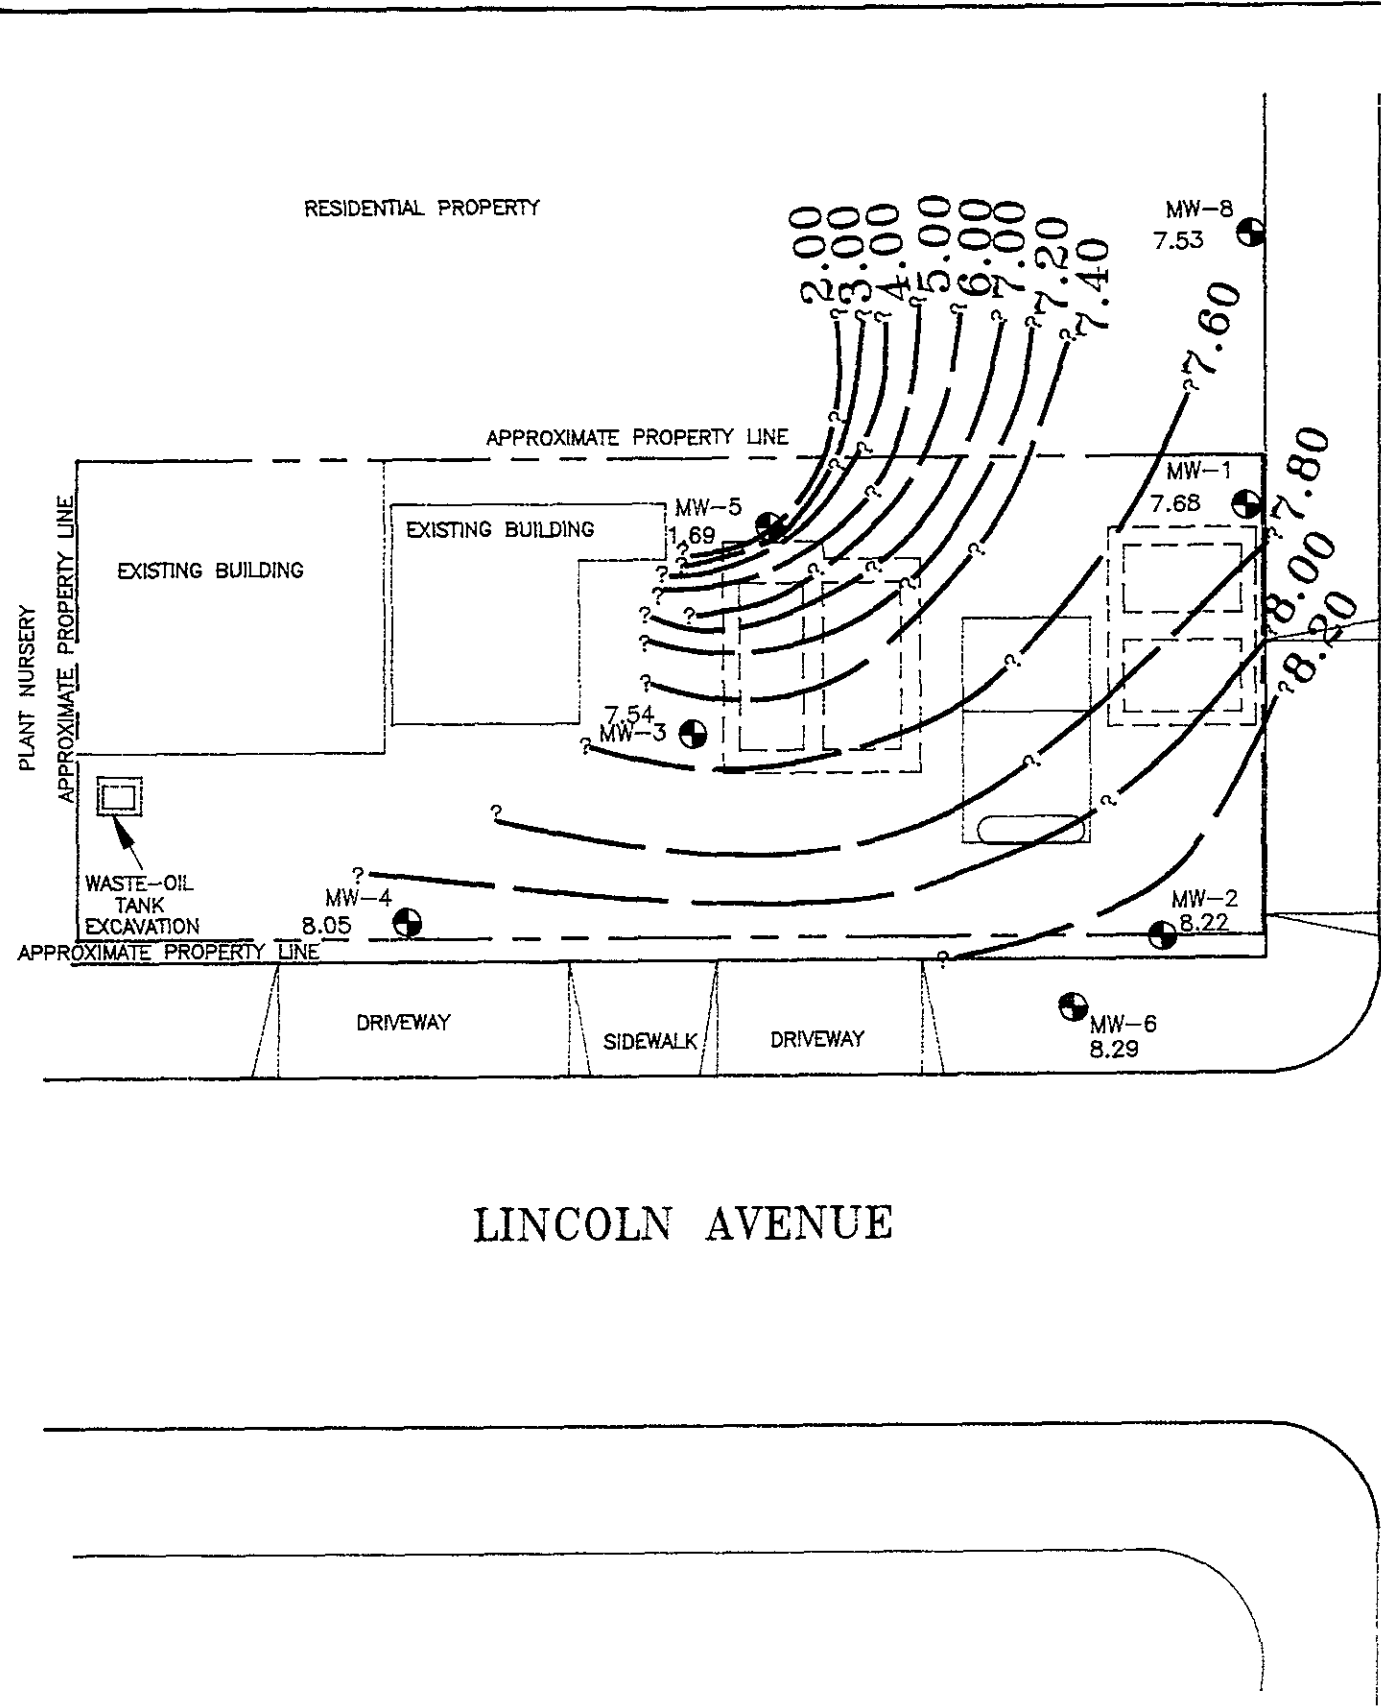 RESIDENTIAL PROPERTY
2.00
3.00
4.00
5.00
6.00
7.00
7.20
7.40
MW-8
7.53
7.60
APPROXIMATE PROPERTY LINE
MW-1
7.68
7.80
8.00
8.20
MW-5
1.69
EXISTING BUILDING
EXISTING BUILDING
PLANT NURSERY
APPROXIMATE PROPERTY LINE
7.54
MW-3
WASTE-OIL
TANK
EXCAVATION
MW-4
8.05
MW-2
8.22
APPROXIMATE PROPERTY LINE
DRIVEWAY
SIDEWALK
DRIVEWAY
MW-6
8.29
LINCOLN AVENUE